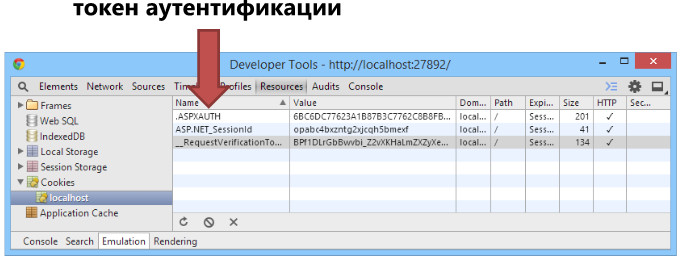 токен аутентификации
Developer Tools - http://localhost:27892/
Elements Network Sources Tim ofiles Resources Audits Console
Name Value Dom... Path Expi... Size HTTP Sec...
Frames
Web SQL
IndexedDB
Local Storage
Session Storage
Cookies
localhost
Application Cache
.ASPXAUTH 6BC6DC77623A1B87B3C7762C8B8FB... local... / Sess... 201 ✓
ASP.NET_SessionId opabc4bxzntg2xjcqh5bmexf local... / Sess... 41 ✓
__RequestVerificationTo... BPf1DLrGbBwvbi_Z2vXKHaLmZXZyXe... local... / Sess... 134 ✓
Console Search Emulation Rendering